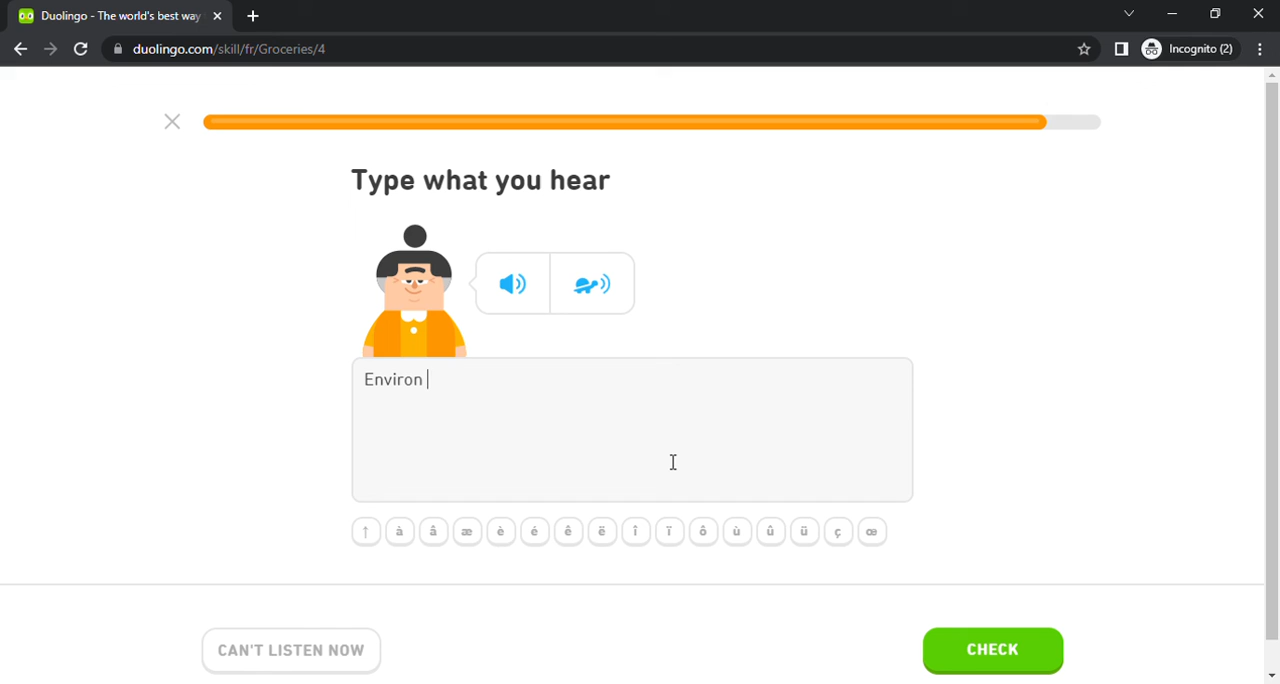 Duolingo - The world's best way
duolingo.com/skill/fr/Groceries/4
Incognito (2)
Type what you hear
Environ
↑ à â æ è é ê ë î ï ô ù û ü ç œ
CAN'T LISTEN NOW
CHECK